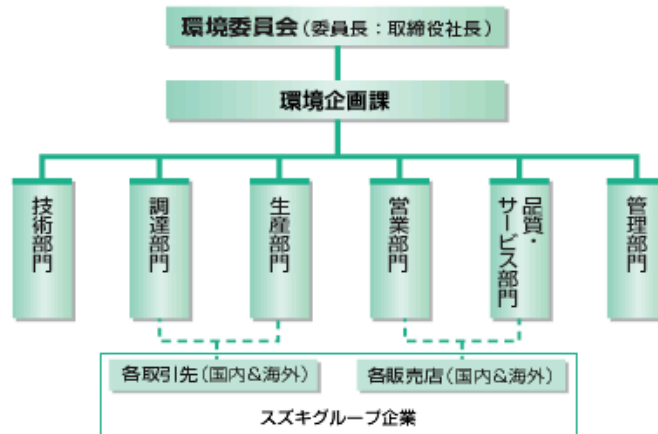 環境委員会(委員長:取締役社長)
環境企画課
技術部門
調達部門
生産部門
営業部門
品質・
サービス部門
管理部門
各取引先(国内&海外)
各販売店(国内&海外)
スズキグループ企業